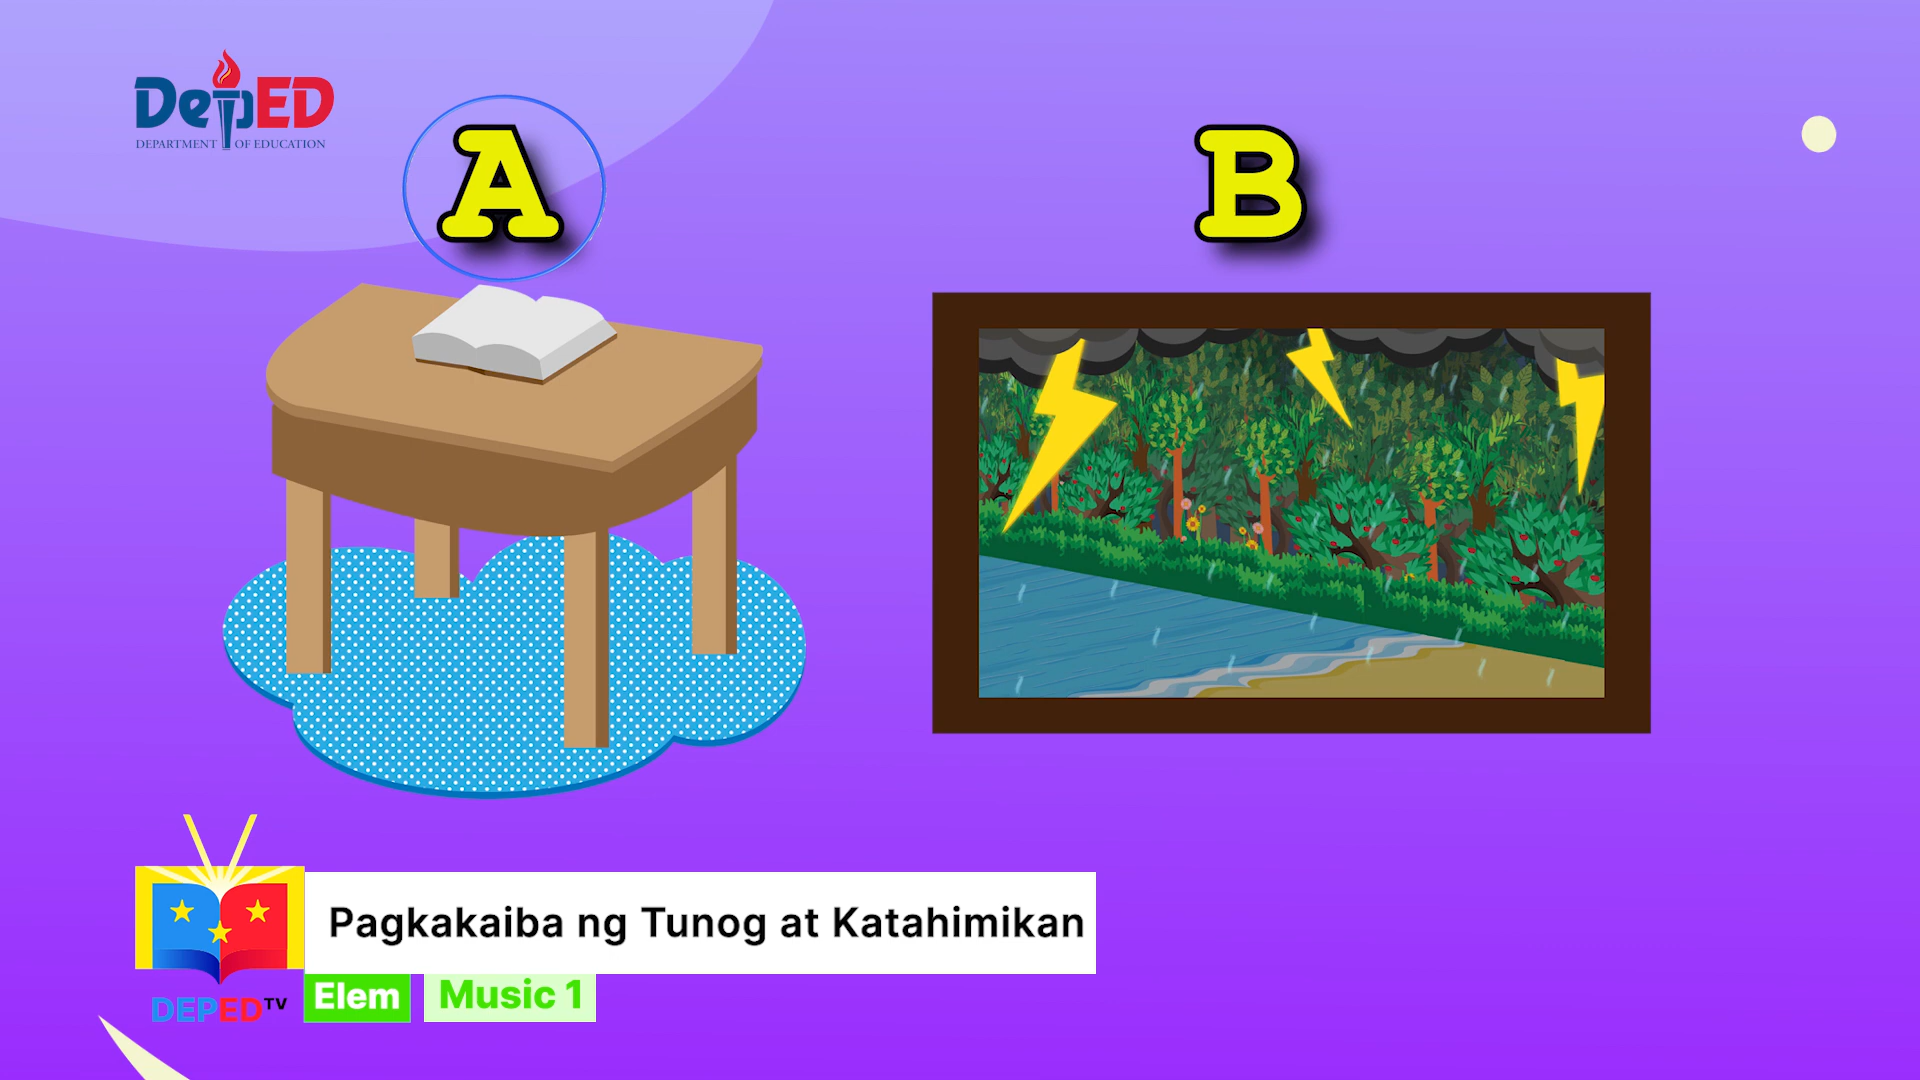 DepED
DEPARTMENT OF EDUCATION
A
B
Pagkakaiba ng Tunog at Katahimikan
Elem
Music 1
DEPED TV